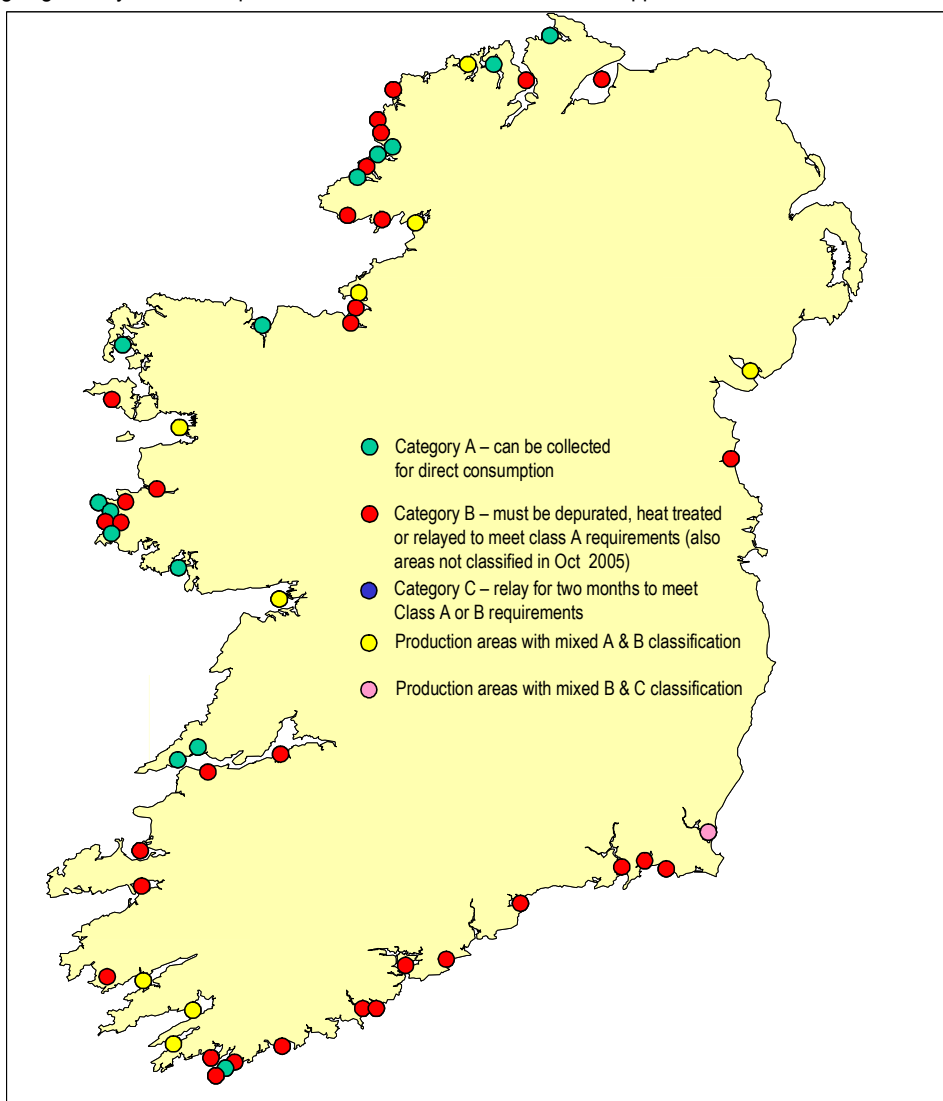 Category A – can be collected
for direct consumption
Category B – must be depurated, heat treated
or relayed to meet class A requirements (also
areas not classified in Oct  2005)
Category C – relay for two months to meet
Class A or B requirements
Production areas with mixed A & B classification
Production areas with mixed B & C classification